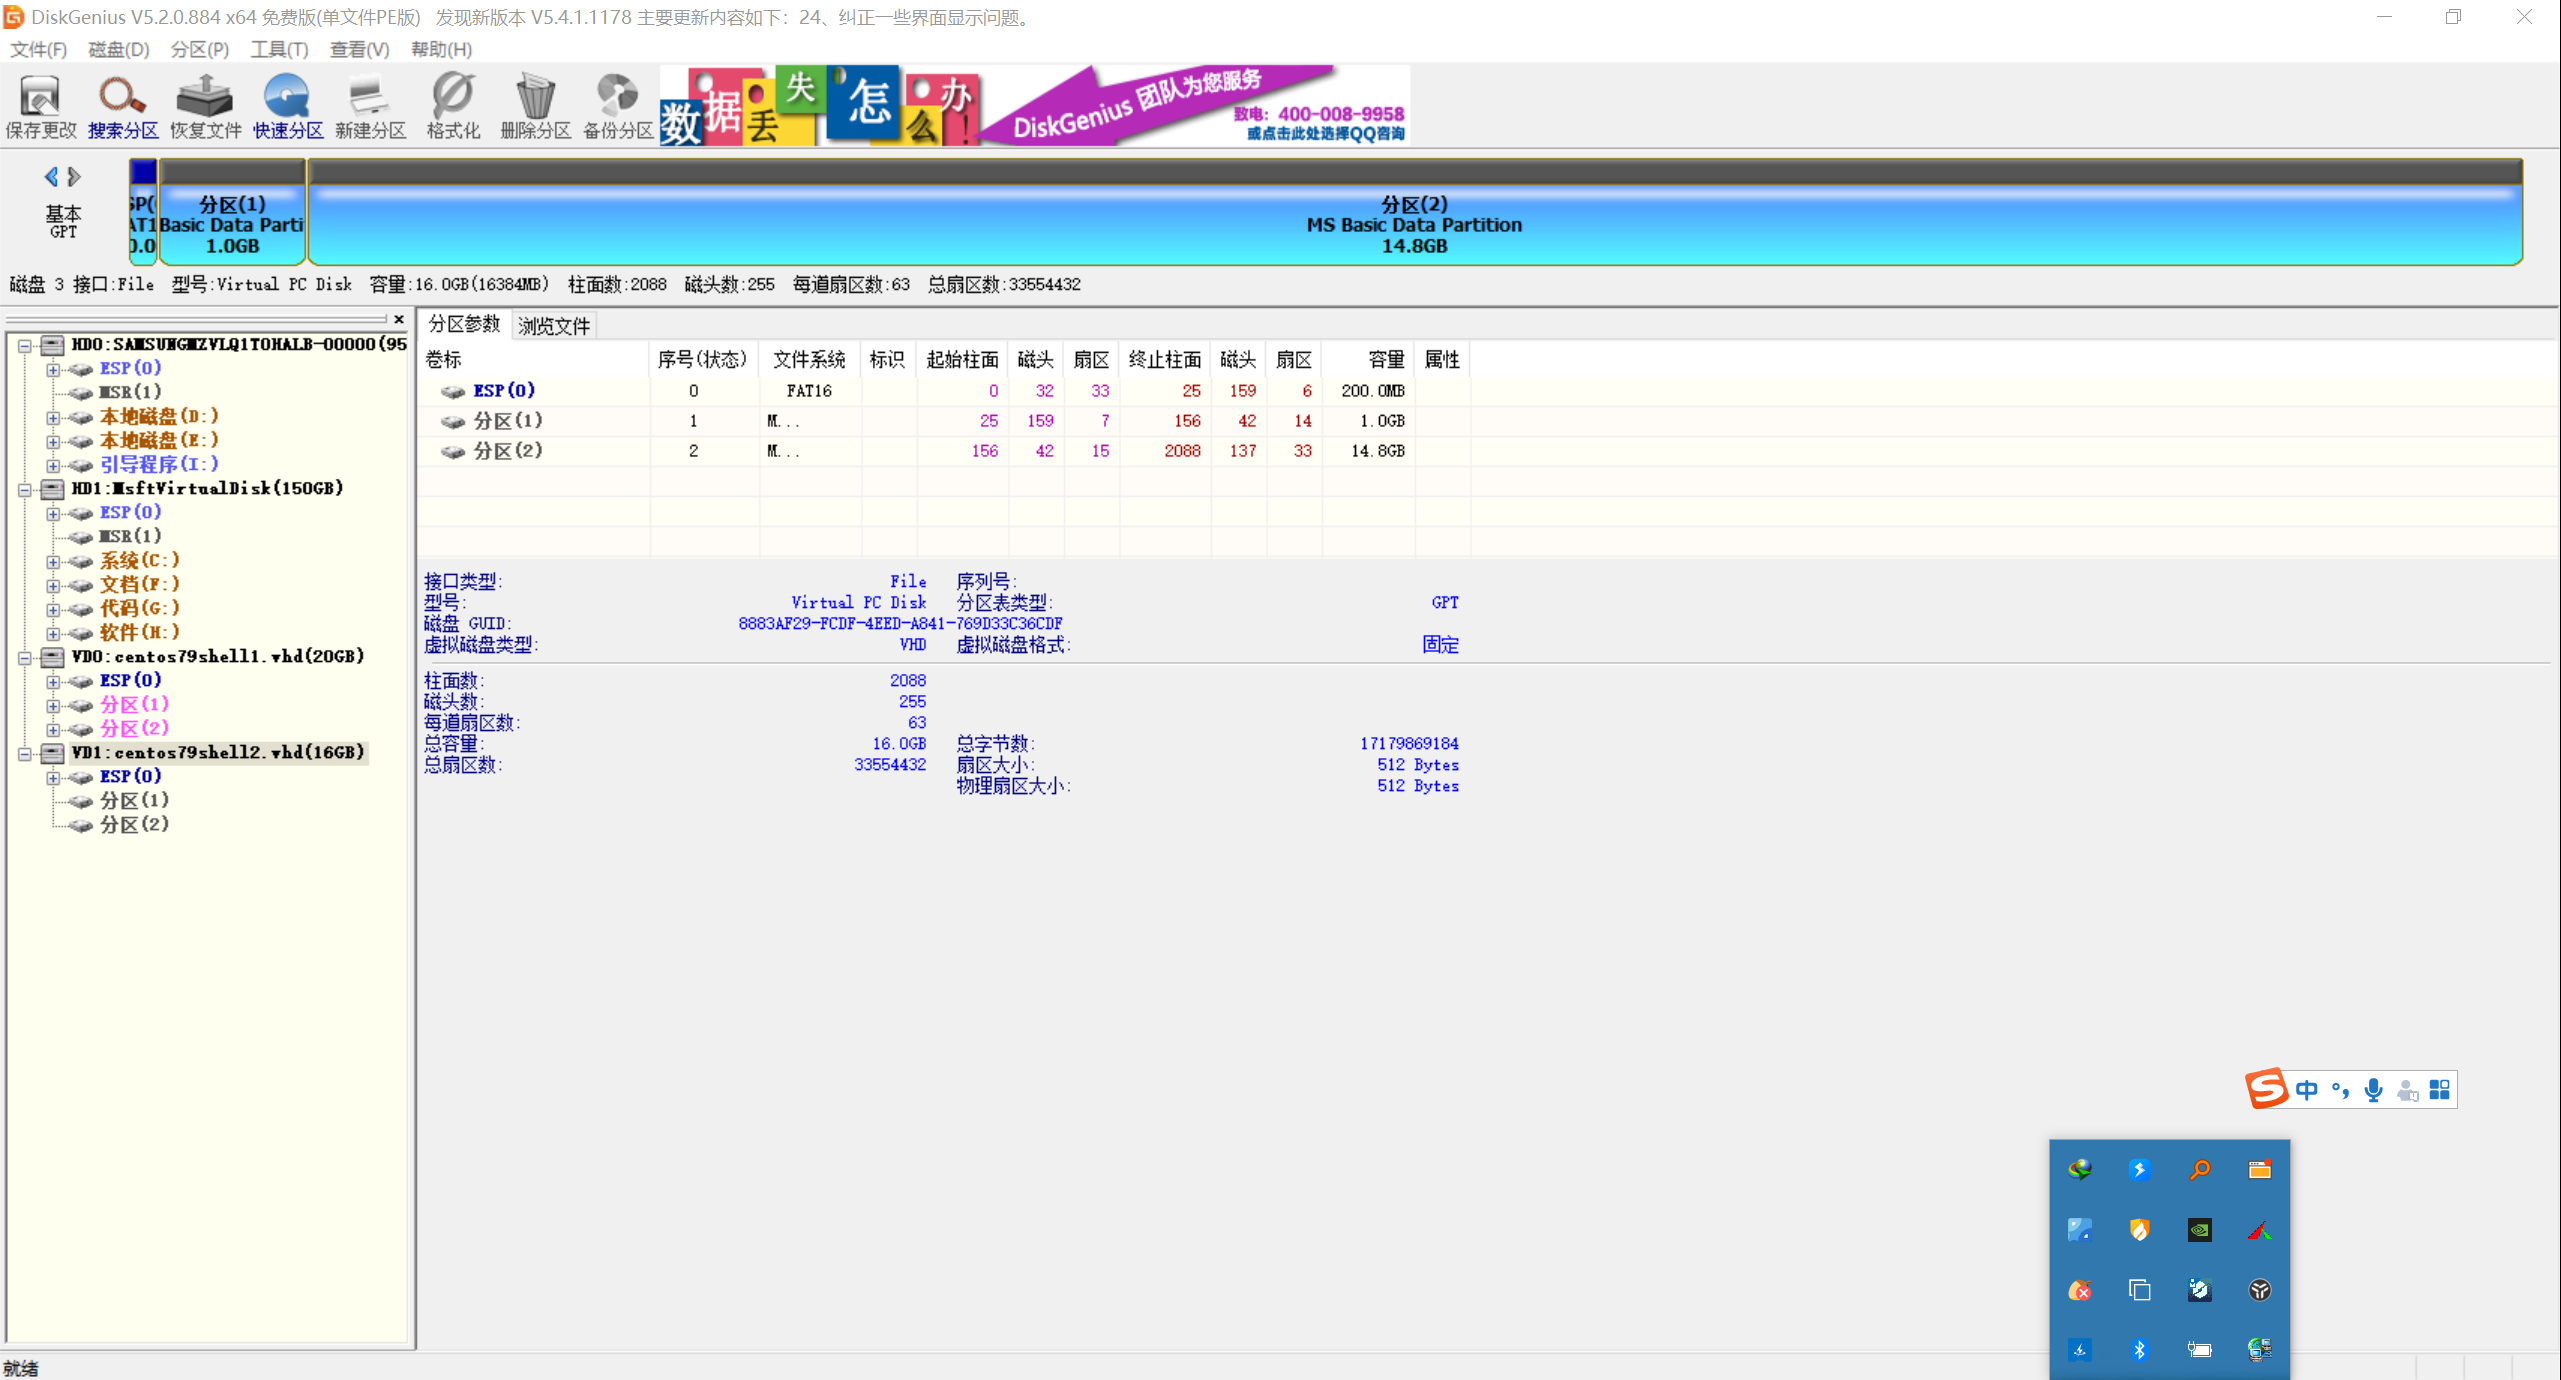 DiskGenius V5.2.0.884 x64 免费版(单文件PE版)   发现新版本 V5.4.1.1178 主要更新内容如下：24、纠正一些界面显示问题。
文件(F) 磁盘(D) 分区(P) 工具(T) 查看(V) 帮助(H)
保存更改 搜索分区 恢复文件 快速分区 新建分区 格式化 删除分区 备份分区
数据丢失怎么办!
DiskGenius 团队为您服务
致电：400-008-9958
或点击此处选择QQ咨询
基本
GPT
SP(
AT1
0.0
分区(1)
Basic Data Parti
1.0GB
分区(2)
MS Basic Data Partition
14.8GB
磁盘 3 接口:File  型号:Virtual PC Disk  容量:16.0GB(16384MB)  柱面数:2088  磁头数:255  每道扇区数:63  总扇区数:33554432
HD0:SAMSUNGMZVLQ1T0HALB-00000(95
ESP(0)
MSR(1)
本地磁盘(D:)
本地磁盘(E:)
引导程序(I:)
HD1:MsftVirtualDisk(150GB)
ESP(0)
MSR(1)
系统(C:)
文档(F:)
代码(G:)
软件(H:)
VD0:centos79shell1.vhd(20GB)
ESP(0)
分区(1)
分区(2)
VD1:centos79shell2.vhd(16GB)
ESP(0)
分区(1)
分区(2)
分区参数 浏览文件
卷标 序号(状态) 文件系统 标识 起始柱面 磁头 扇区 终止柱面 磁头 扇区 容量 属性
ESP(0) 0 FAT16 0 32 33 25 159 6 200.0MB
分区(1) 1 M... 25 159 7 156 42 14 1.0GB
分区(2) 2 M... 156 42 15 2088 137 33 14.8GB
接口类型: File 序列号:
型号: Virtual PC Disk 分区表类型: GPT
磁盘 GUID: 8883AF29-FCDF-4EED-A841-769D33C36CDF
虚拟磁盘类型: VHD 虚拟磁盘格式: 固定
柱面数: 2088
磁头数: 255
每道扇区数: 63
总容量: 16.0GB 总字节数: 17179869184
总扇区数: 33554432 扇区大小: 512 Bytes
物理扇区大小: 512 Bytes
中
就绪